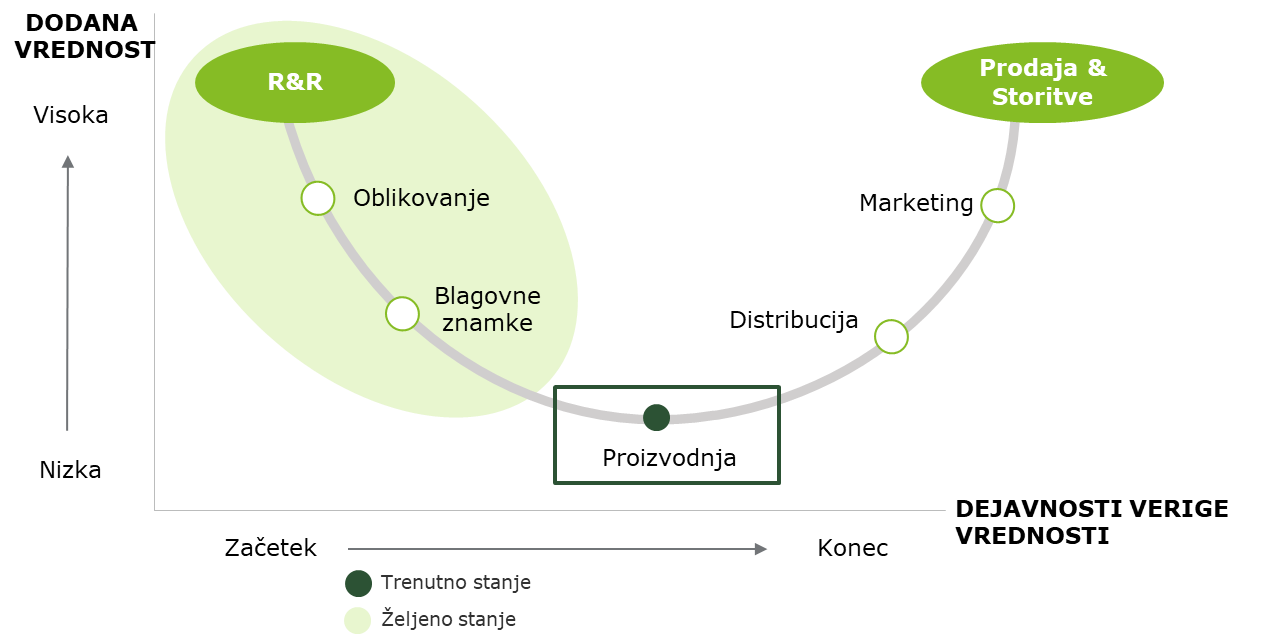 DODANA
VREDNOST
Visoka
Nizka
R&R
Oblikovanje
Blagovne
znamke
Proizvodnja
Distribucija
Marketing
Prodaja &
Storitve
DEJAVNOSTI VERIGE
VREDNOSTI
Začetek
Konec
Trenutno stanje
Željeno stanje